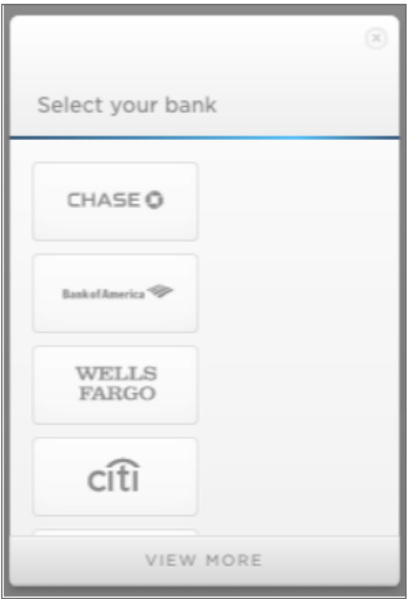 Select your bank
CHASE
Bank of America
WELLS
FARGO
citi
VIEW MORE